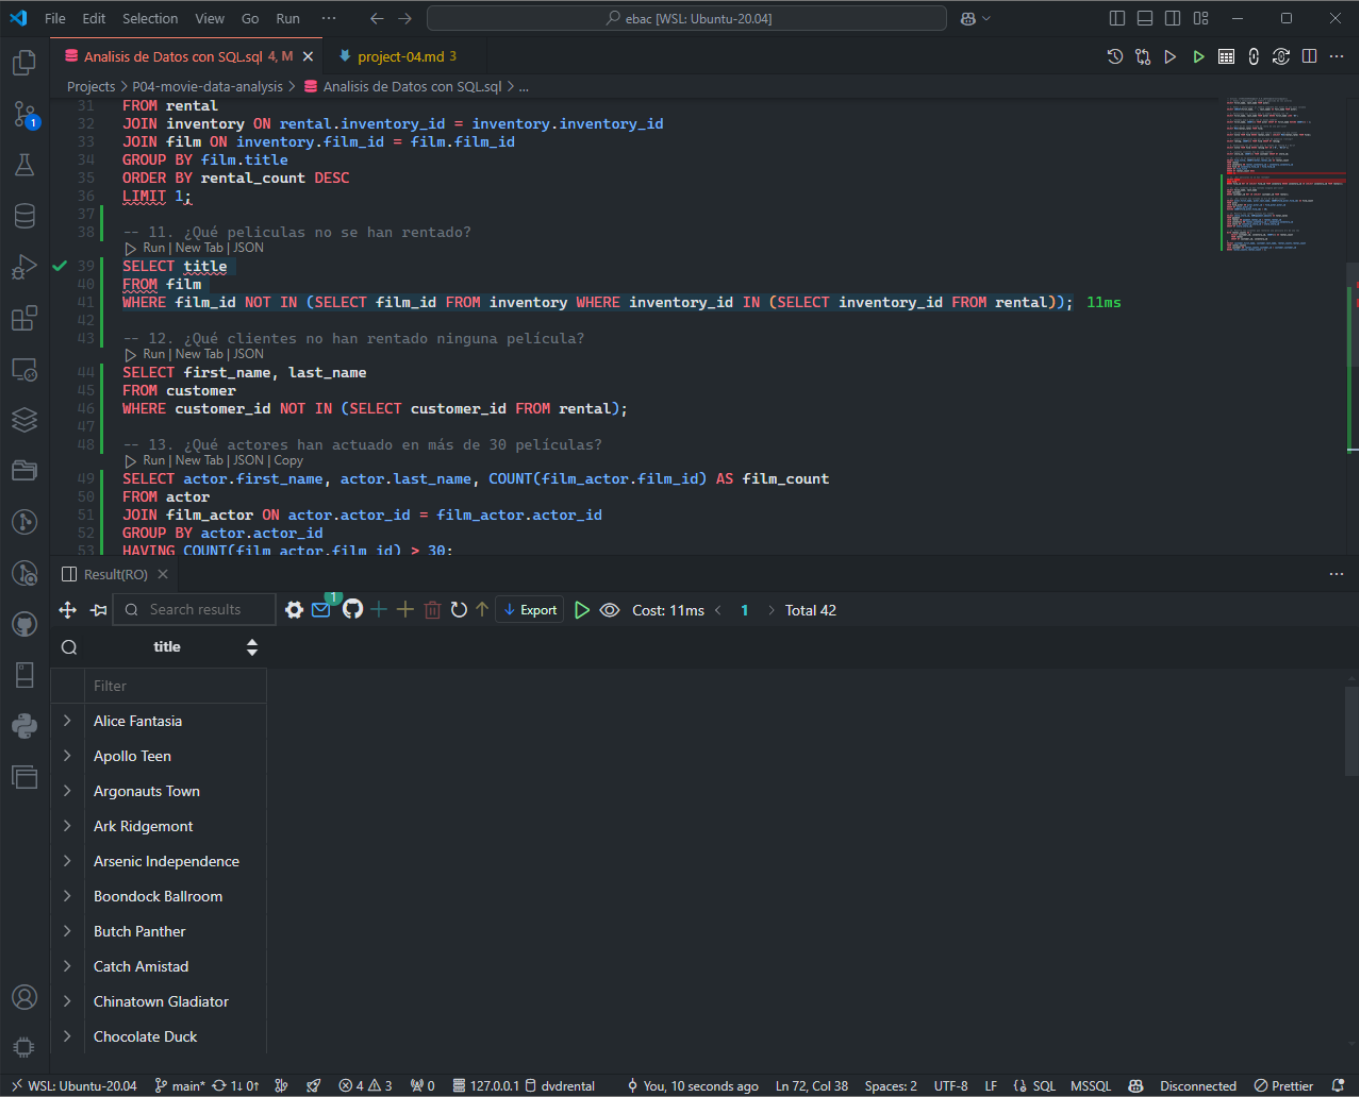 File Edit Selection View Go Run ··· ebac [WSL: Ubuntu-20.04]
Analisis de Datos con SQL.sql 4, M
project-04.md 3
Projects > P04-movie-data-analysis > Analisis de Datos con SQL.sql > ...
31 FROM rental
32 JOIN inventory ON rental.inventory_id = inventory.inventory_id
33 JOIN film ON inventory.film_id = film.film_id
34 GROUP BY film.title
35 ORDER BY rental_count DESC
36 LIMIT 1;
37
38 -- 11. ¿Qué peliculas no se han rentado?
Run | New Tab | JSON
39 SELECT title
40 FROM film
41 WHERE film_id NOT IN (SELECT film_id FROM inventory WHERE inventory_id IN (SELECT inventory_id FROM rental)); 11ms
42
43 -- 12. ¿Qué clientes no han rentado ninguna película?
Run | New Tab | JSON
44 SELECT first_name, last_name
45 FROM customer
46 WHERE customer_id NOT IN (SELECT customer_id FROM rental);
47
48 -- 13. ¿Qué actores han actuado en más de 30 películas?
Run | New Tab | JSON | Copy
49 SELECT actor.first_name, actor.last_name, COUNT(film_actor.film_id) AS film_count
50 FROM actor
51 JOIN film_actor ON actor.actor_id = film_actor.actor_id
52 GROUP BY actor.actor_id
53 HAVING COUNT(film_actor.film_id) > 30;
1
Result(RO)
Search results 1 Export Cost: 11ms < 1 > Total 42
title
Filter
Alice Fantasia
Apollo Teen
Argonauts Town
Ark Ridgemont
Arsenic Independence
Boondock Ballroom
Butch Panther
Catch Amistad
Chinatown Gladiator
Chocolate Duck
WSL: Ubuntu-20.04 main* 1↓ 0↑ 4 3 0 127.0.0.1 dvdrental You, 10 seconds ago Ln 72, Col 38 Spaces: 2 UTF-8 LF SQL MSSQL Disconnected Prettier